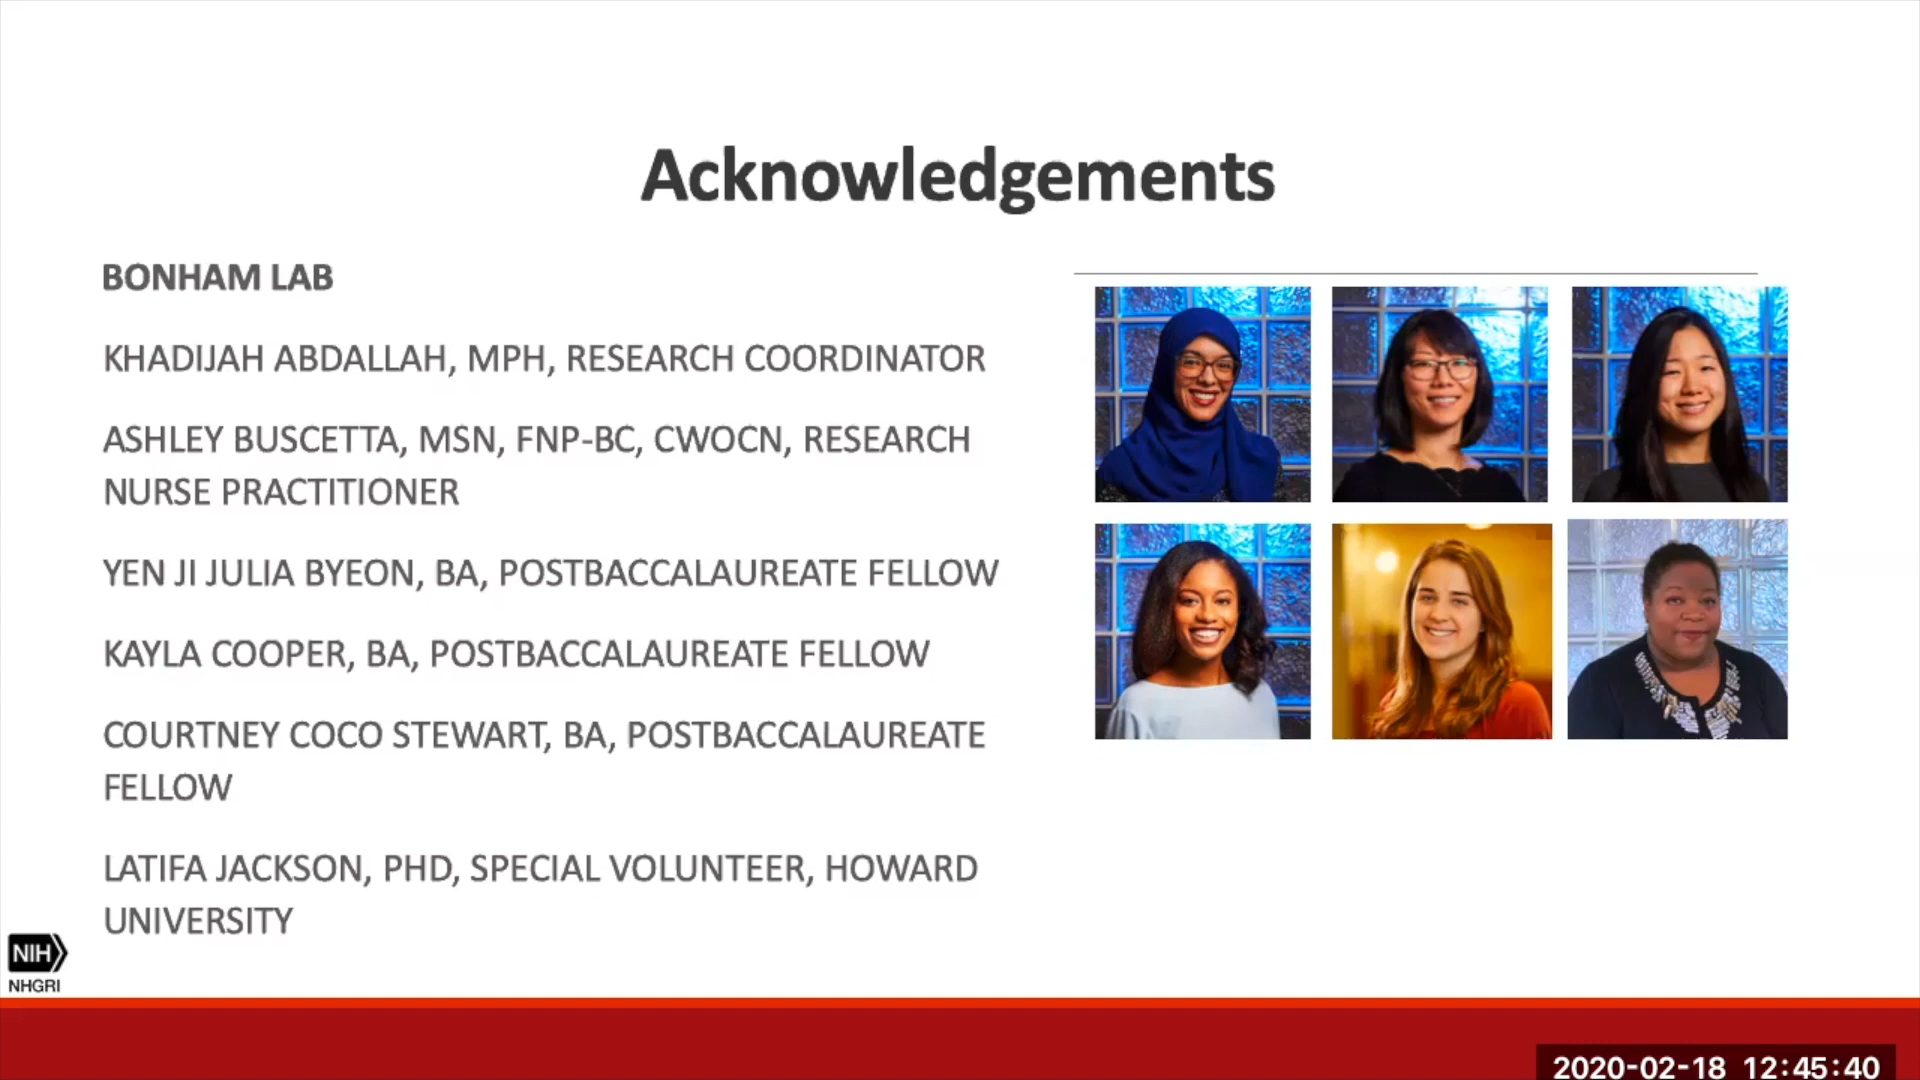 Acknowledgements
BONHAM LAB
KHADIJAH ABDALLAH, MPH, RESEARCH COORDINATOR
ASHLEY BUSCETTA, MSN, FNP-BC, CWOCN, RESEARCH
NURSE PRACTITIONER
YEN JI JULIA BYEON, BA, POSTBACCALAUREATE FELLOW
KAYLA COOPER, BA, POSTBACCALAUREATE FELLOW
COURTNEY COCO STEWART, BA, POSTBACCALAUREATE
FELLOW
LATIFA JACKSON, PHD, SPECIAL VOLUNTEER, HOWARD
UNIVERSITY
NIH
NHGRI
2020-02-18 12:45:40